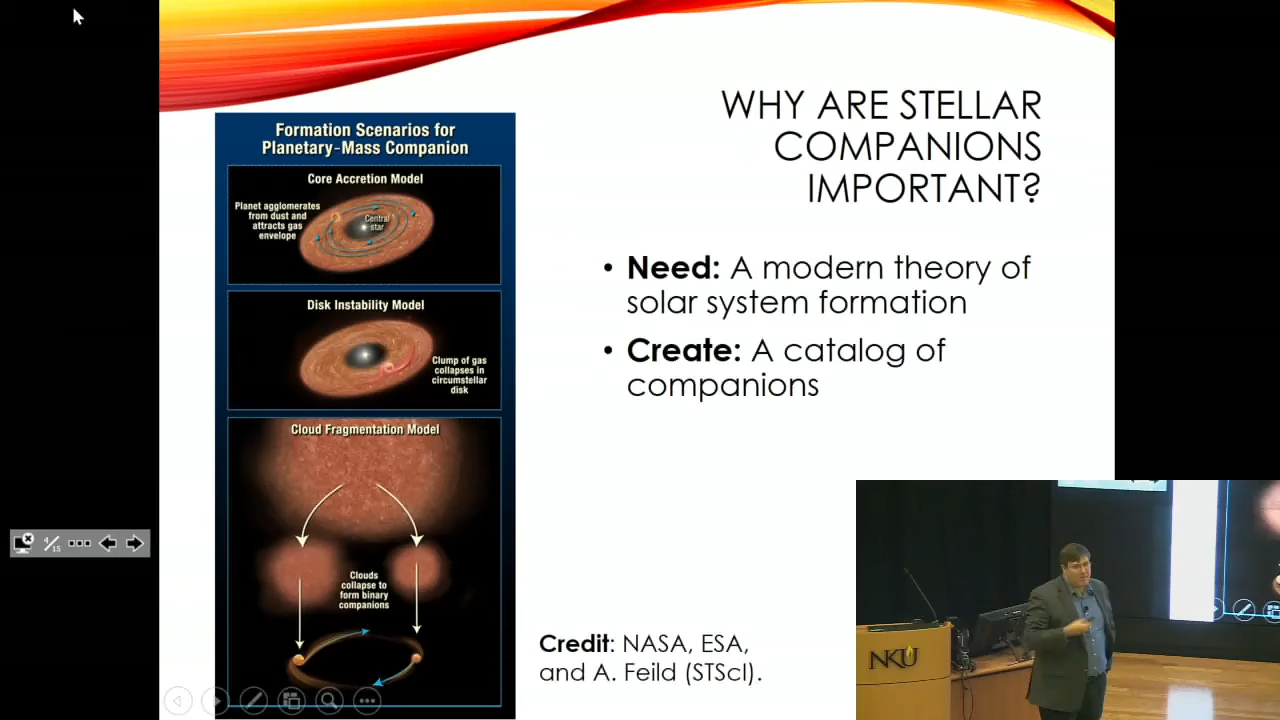 WHY ARE STELLAR
COMPANIONS
IMPORTANT?
Formation Scenarios for
Planetary-Mass Companion
Core Accretion Model
Planet agglomerates
from dust and
attracts gas
envelope
Central
star
Disk Instability Model
Clump of gas
collapses in
circumstellar
disk
Cloud Fragmentation Model
Clouds
collapse to
form binary
companions
• Need: A modern theory of
solar system formation
• Create: A catalog of
companions
Credit: NASA, ESA,
and A. Feild (STScI).
4/15
NKU